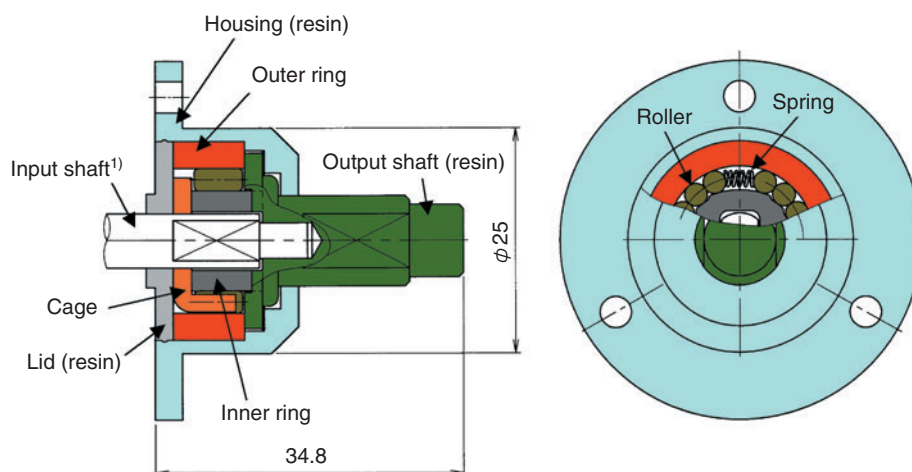 Housing (resin)
Outer ring
Input shaft1)
Output shaft (resin)
Roller
Spring
ϕ25
Cage
Lid (resin)
Inner ring
34.8